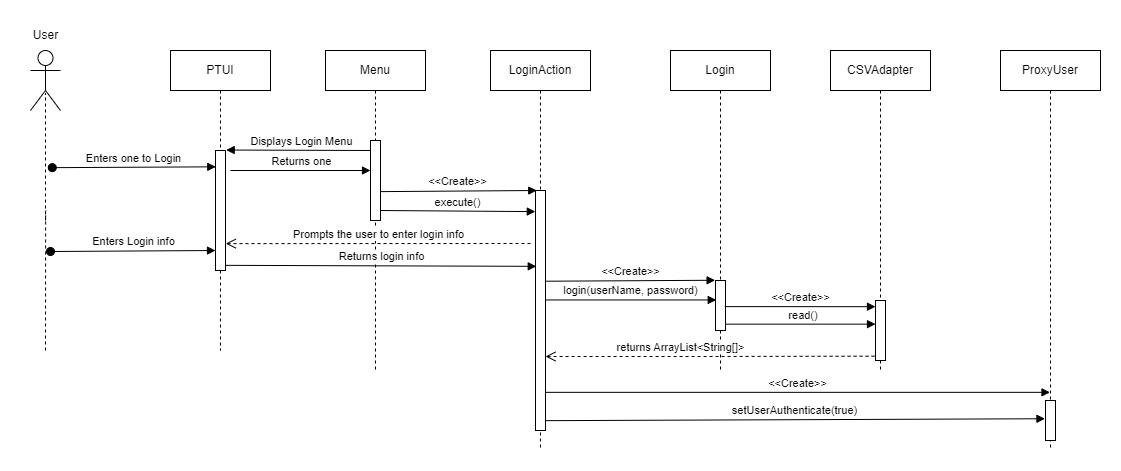 User
PTUI
Menu
LoginAction
Login
CSVAdapter
ProxyUser
Displays Login Menu
Enters one to Login
Returns one
<<Create>>
execute()
Prompts the user to enter login info
Enters Login info
Returns login info
<<Create>>
login(userName, password)
<<Create>>
read()
returns ArrayList<String[]>
<<Create>>
setUserAuthenticate(true)